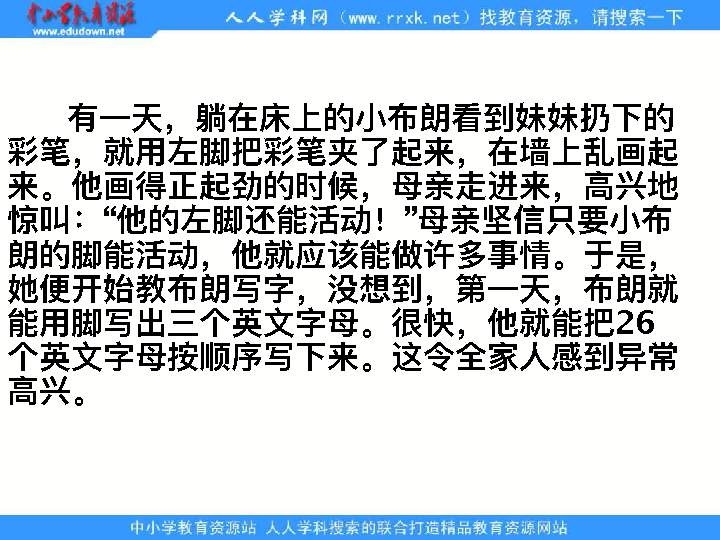 中小学教育资源
www.edudown.net
人人学科网（www.rrxk.net）找教育资源，请搜索一下
有一天，躺在床上的小布朗看到妹妹扔下的
彩笔，就用左脚把彩笔夹了起来，在墙上乱画起
来。他画得正起劲的时候，母亲走进来，高兴地
惊叫：“他的左脚还能活动！”母亲坚信只要小布
朗的脚能活动，他就应该能做许多事情。于是，
她便开始教布朗写字，没想到，第一天，布朗就
能用脚写出三个英文字母。很快，他就能把26
个英文字母按顺序写下来。这令全家人感到异常
高兴。
中小学教育资源站 人人学科搜索的联合打造精品教育资源网站